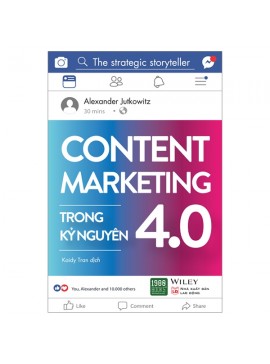 The strategic storyteller
Alexander Jutkowitz
30 mins
CONTENT
MARKETING
TRONG
KỶ NGUYÊN
4.0
Kaidy Tran dịch
1980
BOOKS
WILEY
NHÀ XUẤT BẢN
LAO ĐỘNG
You, Alexander and 10.000 others
Like
Comment
Share